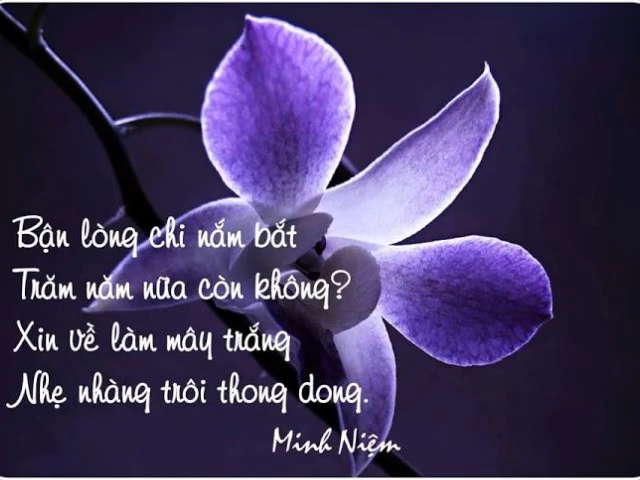 Bận lòng chi nắm bắt
Trăm năm nữa còn không?
Xin về làm mây trắng
Nhẹ nhàng trôi thong dong.
Minh Niệm